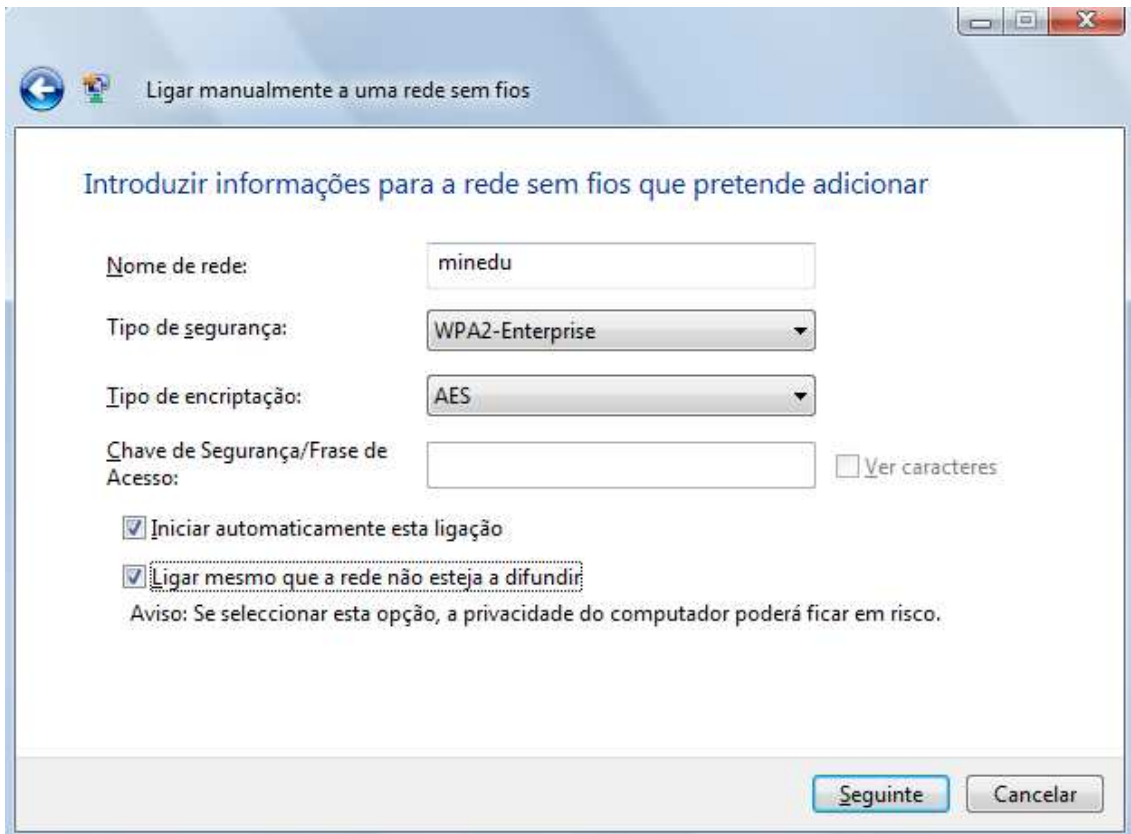 Ligar manualmente a uma rede sem fios
Introduzir informações para a rede sem fios que pretende adicionar
Nome de rede:
minedu
Tipo de segurança:
WPA2-Enterprise
Tipo de encriptação:
AES
Chave de Segurança/Frase de
Acesso:
Ver caracteres
Iniciar automaticamente esta ligação
Ligar mesmo que a rede não esteja a difundir
Aviso: Se seleccionar esta opção, a privacidade do computador poderá ficar em risco.
Seguinte
Cancelar